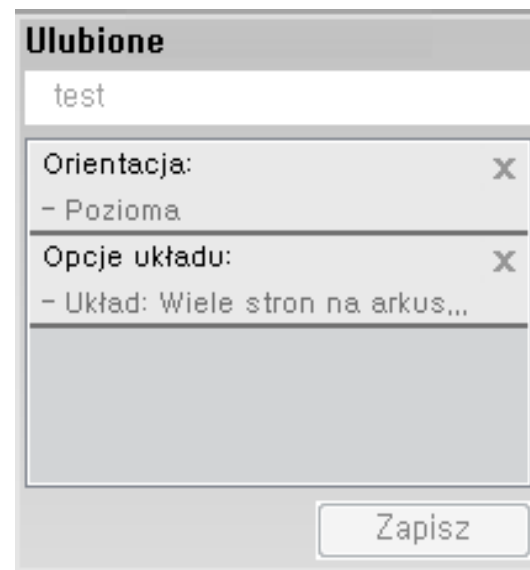 Ulubione
test
Orientacja:
- Pozioma
Opcje układu:
- Układ: Wiele stron na arkus...
Zapisz